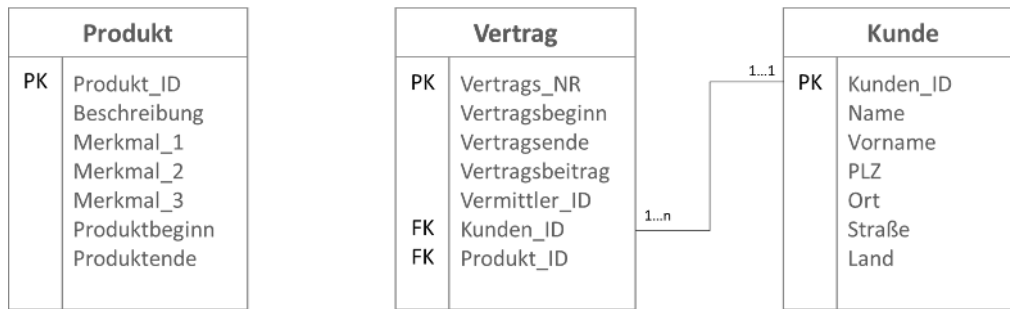 Produkt
PK Produkt_ID
Beschreibung
Merkmal_1
Merkmal_2
Merkmal_3
Produktbeginn
Produktende
Vertrag
PK Vertrags_NR
Vertragsbeginn
Vertragsende
Vertragsbeitrag
Vermittler_ID
FK Kunden_ID
FK Produkt_ID
1...n
1...1
Kunde
PK Kunden_ID
Name
Vorname
PLZ
Ort
Straße
Land